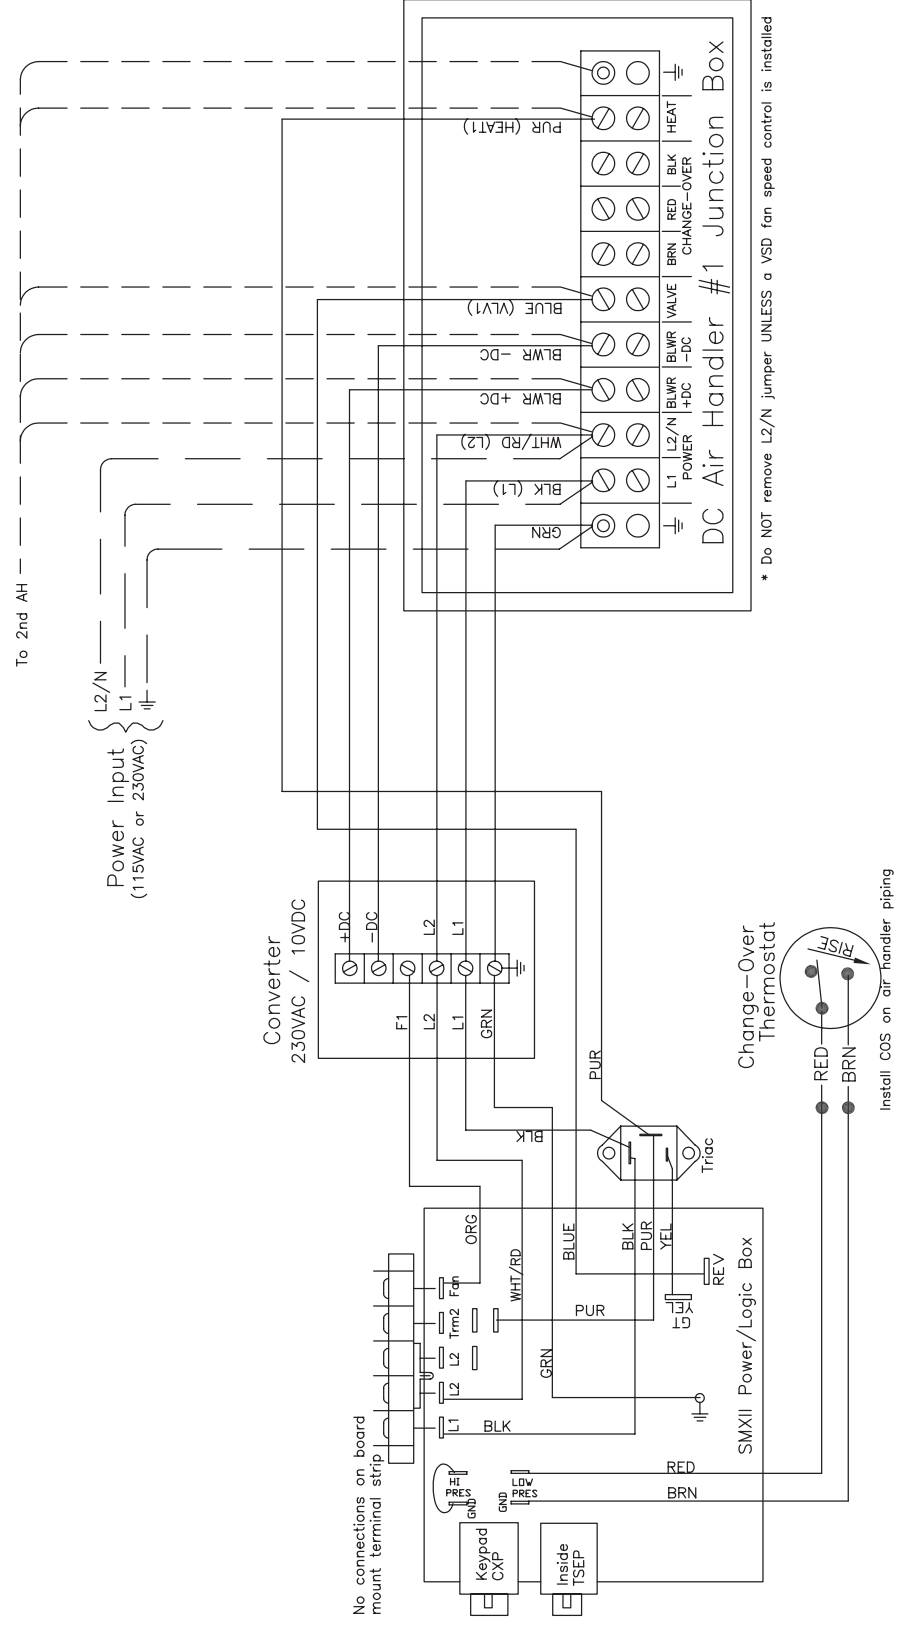 To 2nd AH
Power Input
(115VAC or 230VAC)
L2/N
L1
PUR (HEAT1)
BLUE (VLV1)
BLWR -DC
BLWR +DC
WHT/RD (L2)
BLK (L1)
GRN
HEAT
BLK
RED
BRN
CHANGE-OVER
VALVE
BLWR
-DC
BLWR
+DC
L2/N
L1
POWER
DC Air Handler #1 Junction Box
* Do NOT remove L2/N jumper UNLESS a VSD fan speed control is installed
Converter
230VAC / 10VDC
+DC
-DC
L2
L1
F1
L2
L1
GRN
Change-Over
Thermostat
RISE
RED
BRN
Install COS on air handler piping
PUR
BLK
Triac
ORG
WHT/RD
BLUE
BLK
PUR
YEL
GRN
PUR
GT
YEL
REV
Fan
Trm2
L2
L2
L1
BLK
No connections on board
mount terminal strip
HI
PRES
GND
LOW
PRES
GND
RED
BRN
Keypad
CXP
Inside
TSEP
SMXII Power/Logic Box